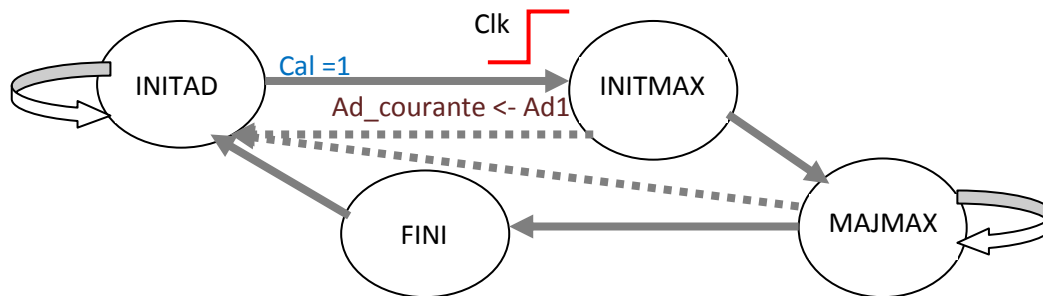 Clk
INITAD
Cal =1
INITMAX
Ad_courante <- Ad1
FINI
MAJMAX